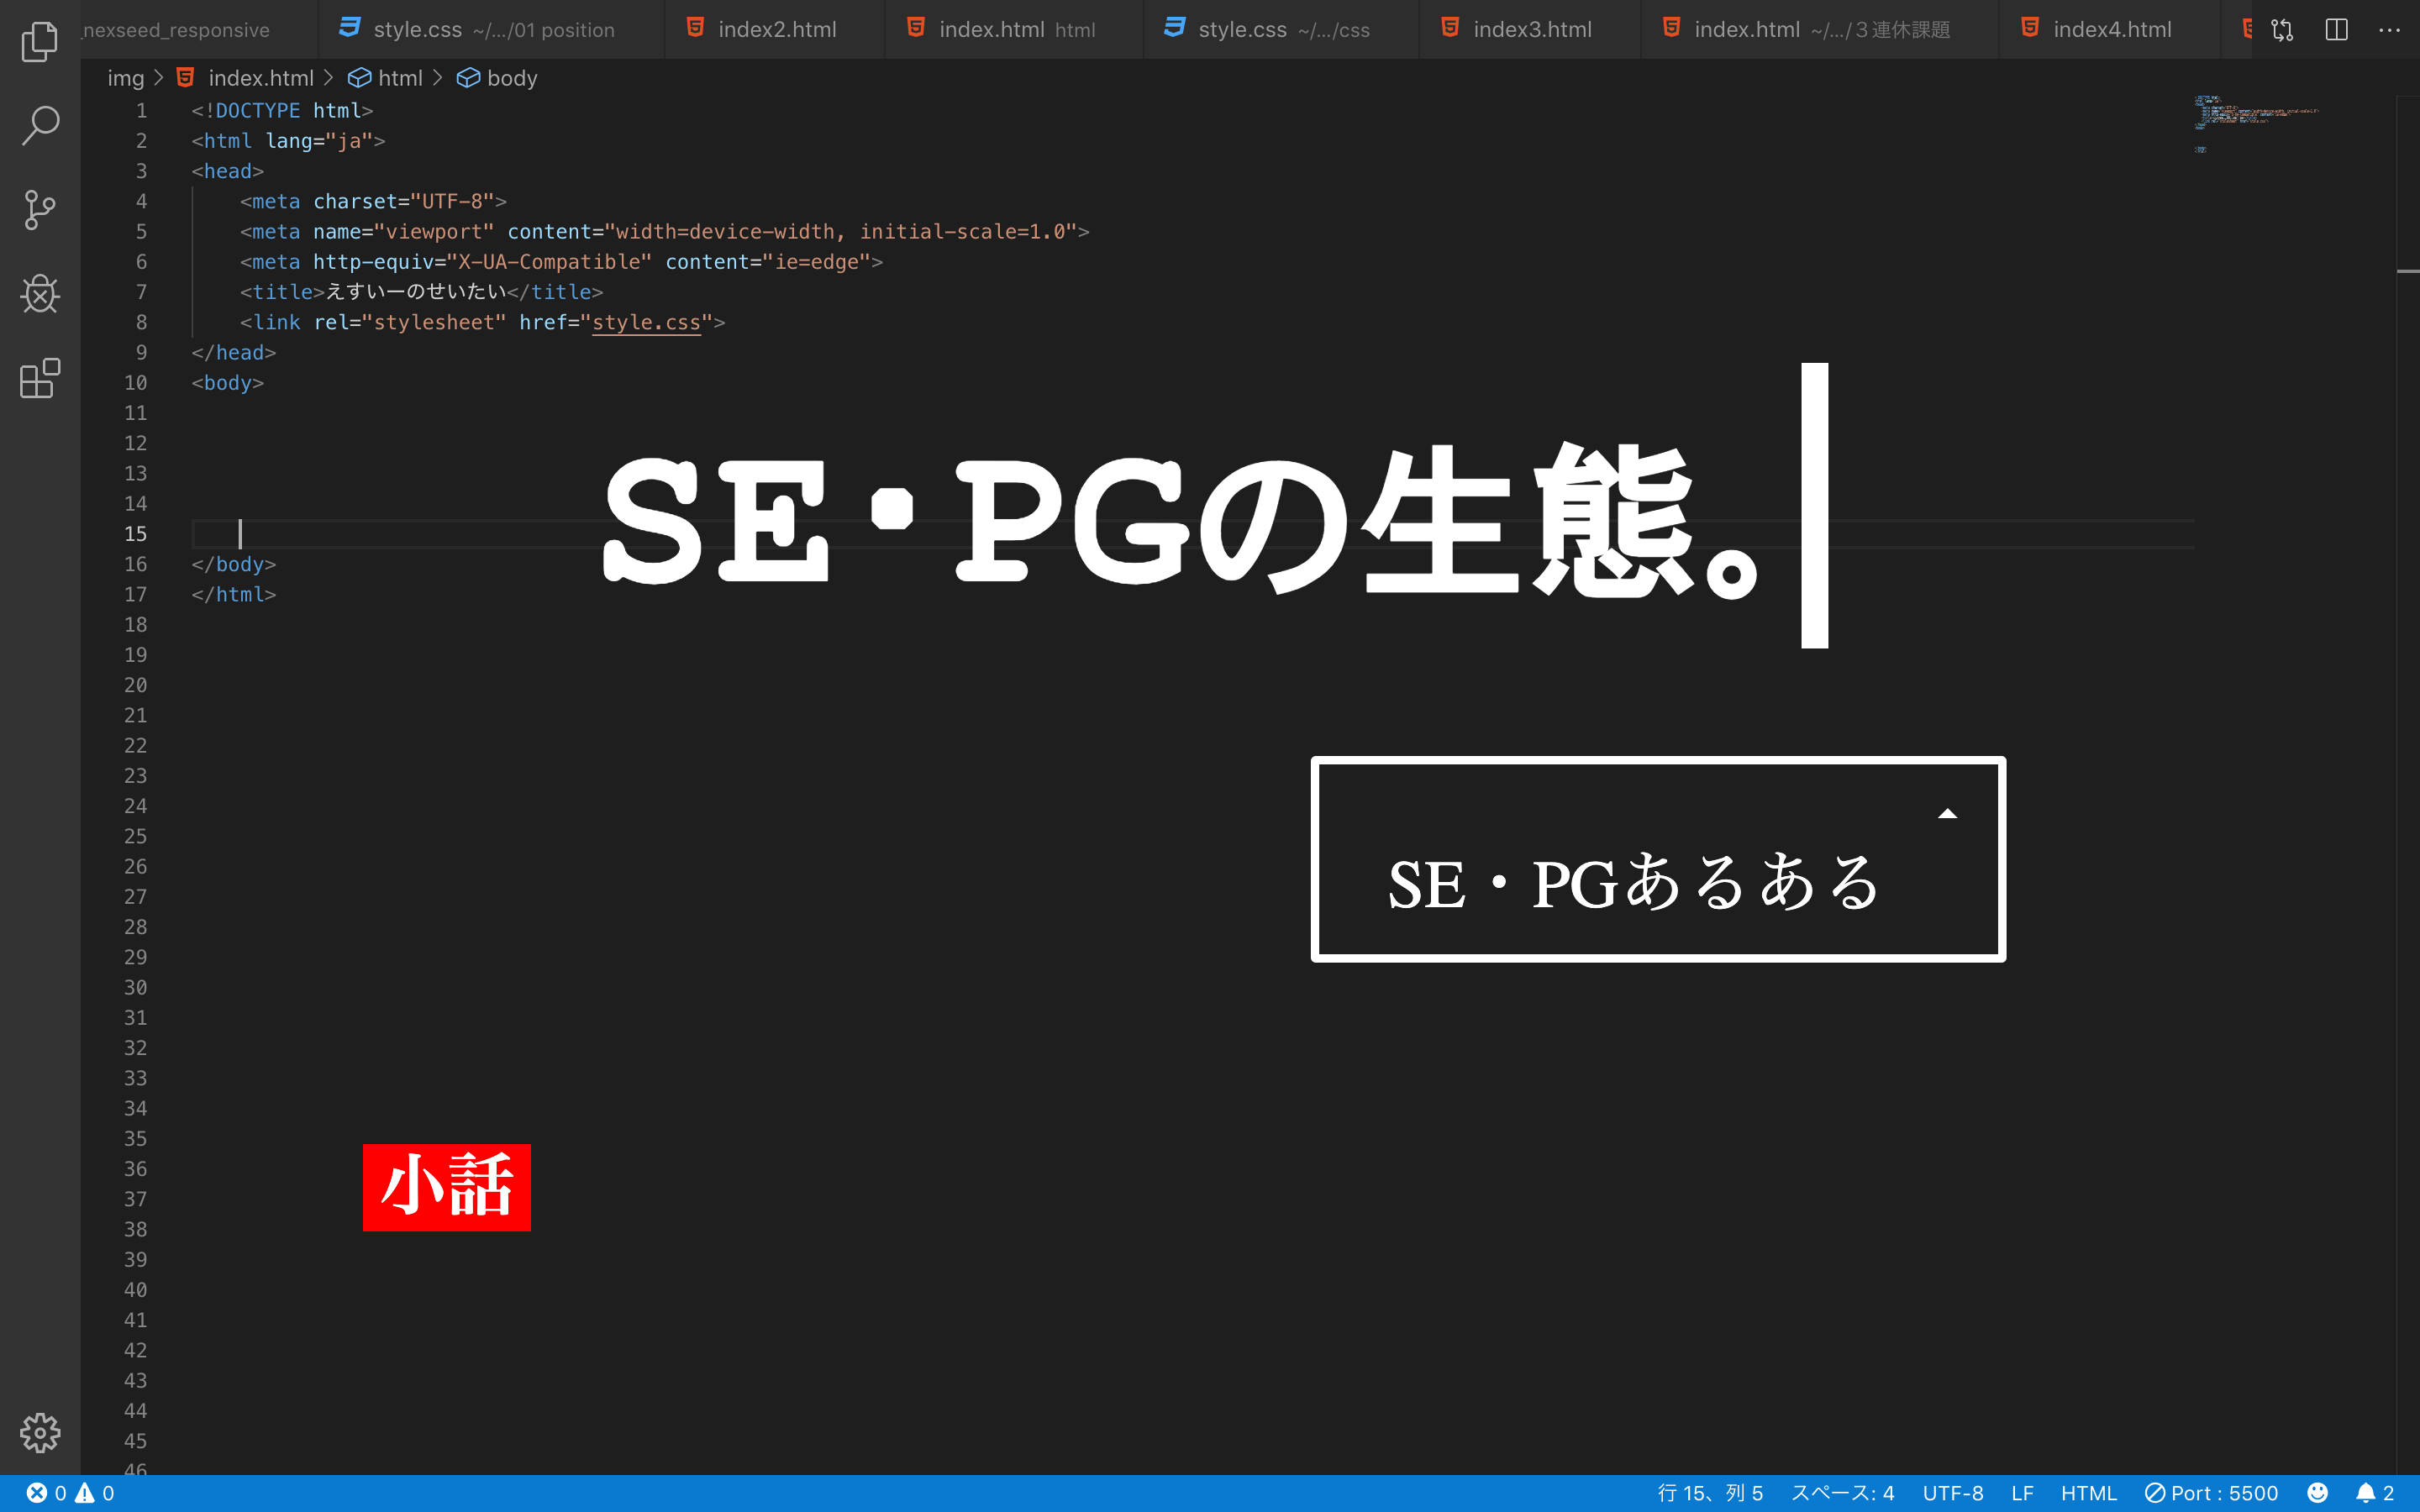 _nexseed_responsive style.css ~/.../01 position index2.html index.html html style.css ~/.../css index3.html index.html ~/.../３連休課題 index4.html
img > index.html > html > body
1 <!DOCTYPE html>
2 <html lang="ja">
3 <head>
4 <meta charset="UTF-8">
5 <meta name="viewport" content="width=device-width, initial-scale=1.0">
6 <meta http-equiv="X-UA-Compatible" content="ie=edge">
7 <title>えすいーのせいたい</title>
8 <link rel="stylesheet" href="style.css">
9 </head>
10 <body>
11
12
13
14
15
16 </body>
17 </html>
18
19
20
21
22
23
24
25
26
27
28
29
30
31
32
33
34
35
36
37
38
39
40
41
42
43
44
45
46
SE・PGの生態。
SE・PGあるある
小話
0 0 行 15、列 5 スペース: 4 UTF-8 LF HTML Port : 5500 2